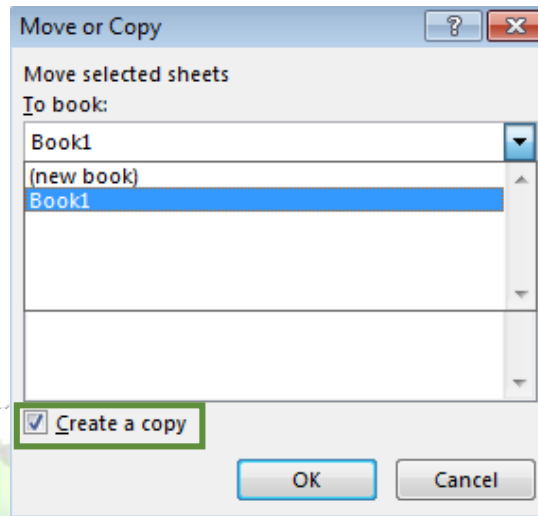 Move or Copy
Move selected sheets
To book:
Book1
(new book)
Book1
Create a copy
OK
Cancel